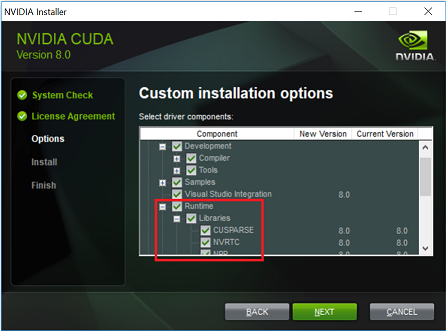 NVIDIA Installer
NVIDIA CUDA
Version 8.0
NVIDIA.
System Check
License Agreement
Options
Install
Finish
Custom installation options
Select driver components:
Component New Version Current Version
Development
Compiler
Tools
Samples
Visual Studio Integration 8.0
Runtime
Libraries
CUSPARSE 8.0 8.0
NVRTC 8.0 8.0
NPP 8.0 8.0
BACK NEXT CANCEL